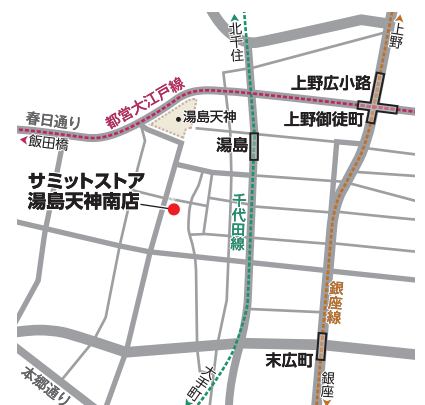 北千住
上野
上野広小路
都営大江戸線
春日通り
湯島天神
上野御徒町
飯田橋
湯島
サミットストア
湯島天神南店
千代田線
銀座線
末広町
本郷通り
大手町
銀座